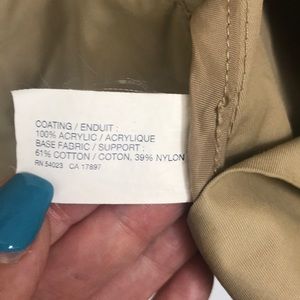 COATING / ENDUIT :
100% ACRYLIC / ACRYLIQUE
BASE FABRIC / SUPPORT :
61% COTTON / COTON, 39% NYLON
RN 54023 CA 17897